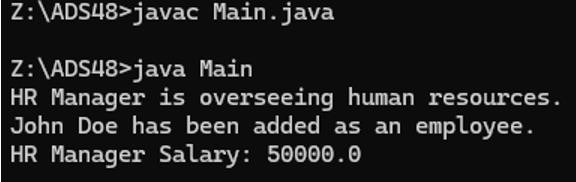 Z:\ADS48>javac Main.java
Z:\ADS48>java Main
HR Manager is overseeing human resources.
John Doe has been added as an employee.
HR Manager Salary: 50000.0